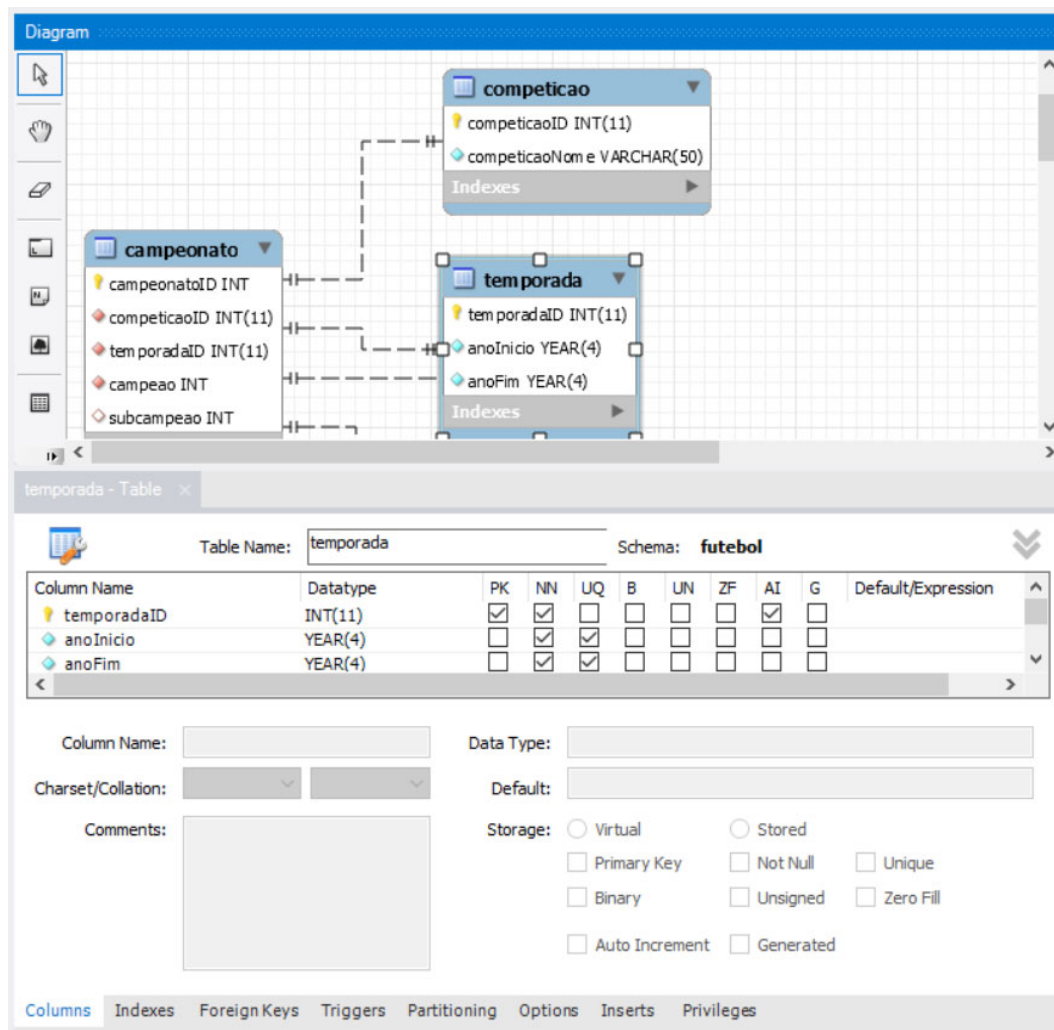 Diagram
competicao
competicaoID INT(11)
competicaoNome VARCHAR(50)
Indexes
campeonato
campeonatoID INT
competicaoID INT(11)
temporadaID INT(11)
campeao INT
subcampeao INT
temporada
temporadaID INT(11)
anoInicio YEAR(4)
anoFim YEAR(4)
Indexes
temporada - Table
Table Name: temporada Schema: futebol
Column Name Datatype PK NN UQ B UN ZF AI G Default/Expression
temporadaID INT(11)
anoInicio YEAR(4)
anoFim YEAR(4)
Column Name: Data Type:
Charset/Collation: Default:
Comments: Storage: Virtual Stored
Primary Key Not Null Unique
Binary Unsigned Zero Fill
Auto Increment Generated
Columns Indexes Foreign Keys Triggers Partitioning Options Inserts Privileges